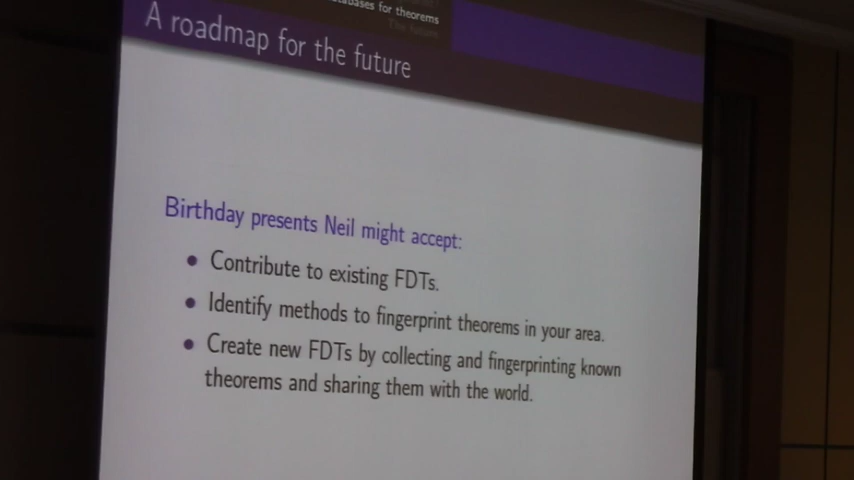 for theorems
A roadmap for the future
Birthday presents Neil might accept:
• Contribute to existing FDTs.
• Identify methods to fingerprint theorems in your area.
• Create new FDTs by collecting and fingerprinting known
theorems and sharing them with the world.